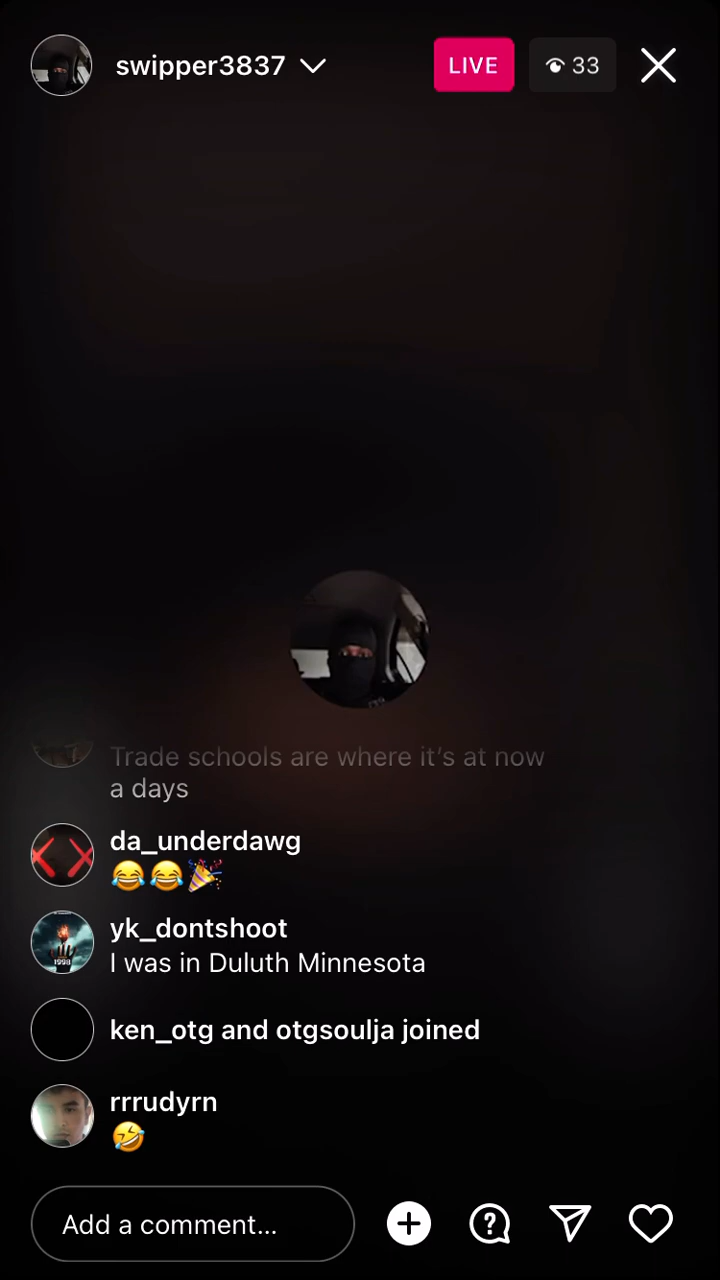 swipper3837
LIVE
33
Trade schools are where it’s at now
a days
da_underdawg
😂😂🎉
yk_dontshoot
1998
I was in Duluth Minnesota
ken_otg and otgsoulja joined
rrrudyrn
🤣
Add a comment...